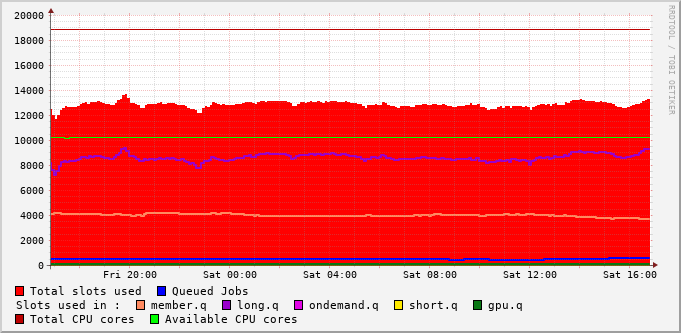 RRDTOOL / TOBI OETIKER
20000
18000
16000
14000
12000
10000
8000
6000
4000
2000
0
Fri 20:00 Sat 00:00 Sat 04:00 Sat 08:00 Sat 12:00 Sat 16:00
Total slots used Queued Jobs
Slots used in : member.q long.q ondemand.q short.q gpu.q
Total CPU cores Available CPU cores